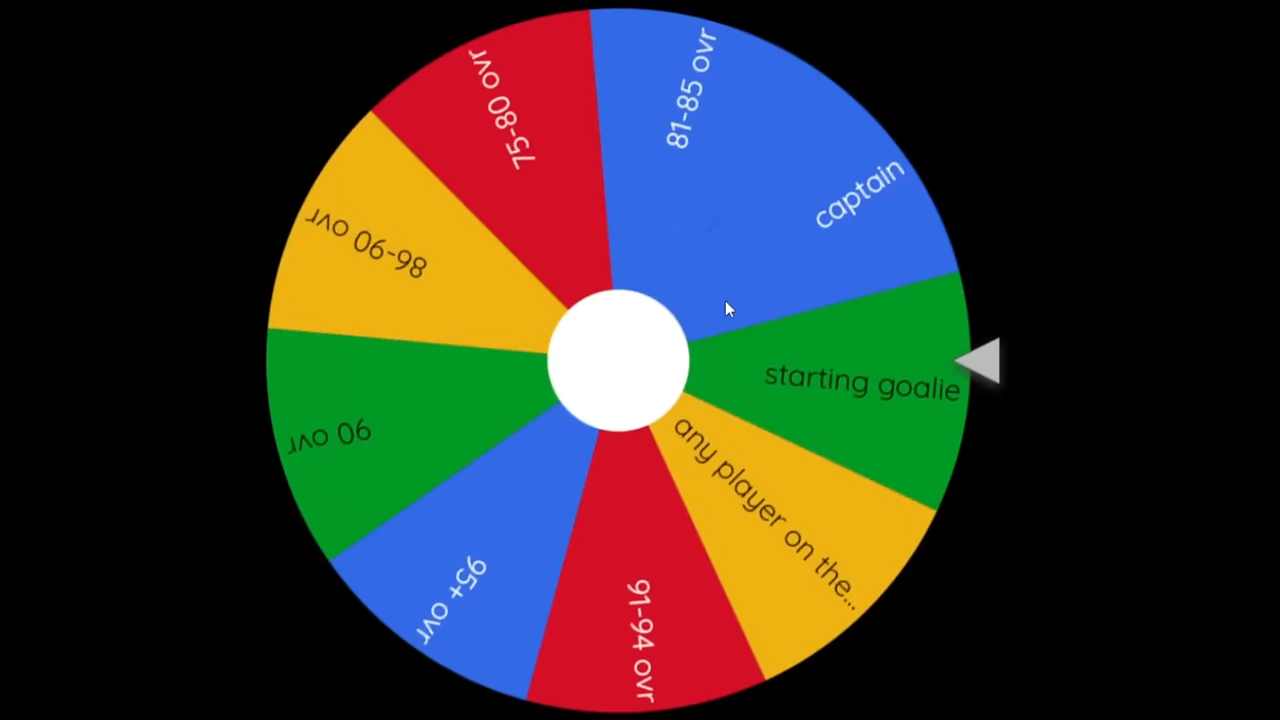 81-85 ovr
captain
starting goalie
any player on the...
91-94 ovr
95+ ovr
90 ovr
86-90 ovr
75-80 ovr